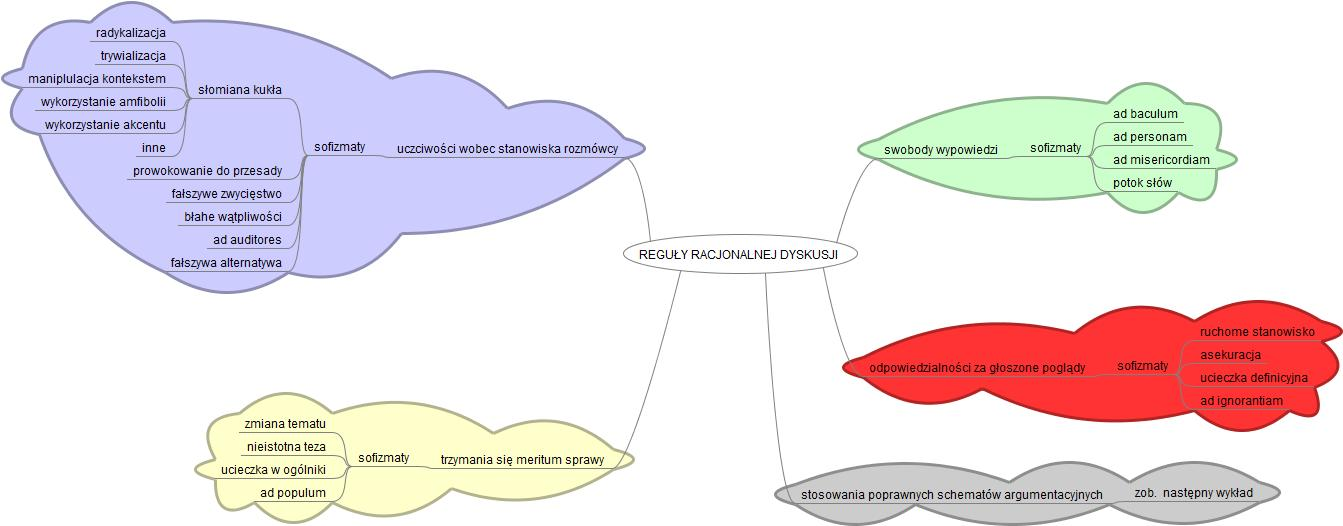 REGUŁY RACJONALNEJ DYSKUSJI
uczciwości wobec stanowiska rozmówcy
sofizmaty
słomiana kukła
radykalizacja
trywializacja
maniplulacja kontekstem
wykorzystanie amfibolii
wykorzystanie akcentu
inne
prowokowanie do przesady
fałszywe zwycięstwo
błahe wątpliwości
ad auditores
fałszywa alternatywa
trzymania się meritum sprawy
sofizmaty
zmiana tematu
nieistotna teza
ucieczka w ogólniki
ad populum
swobody wypowiedzi
sofizmaty
ad baculum
ad personam
ad misericordiam
potok słów
odpowiedzialności za głoszone poglądy
sofizmaty
ruchome stanowisko
asekuracja
ucieczka definicyjna
ad ignorantiam
stosowania poprawnych schematów argumentacyjnych
zob. następny wykład